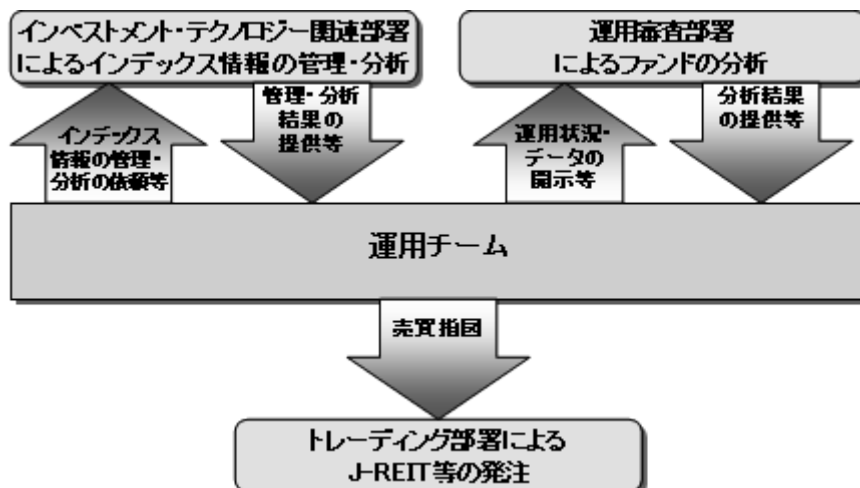 インベストメント・テクノロジー関連部署
によるインデックス情報の管理・分析
運用審査部署
によるファンドの分析
インデックス
情報の管理・
分析の依頼等
管理・分析
結果の
提供等
運用状況・
データの
開示等
分析結果
の提供等
運用チーム
売買指図
トレーディング部署による
J-REIT等の発注